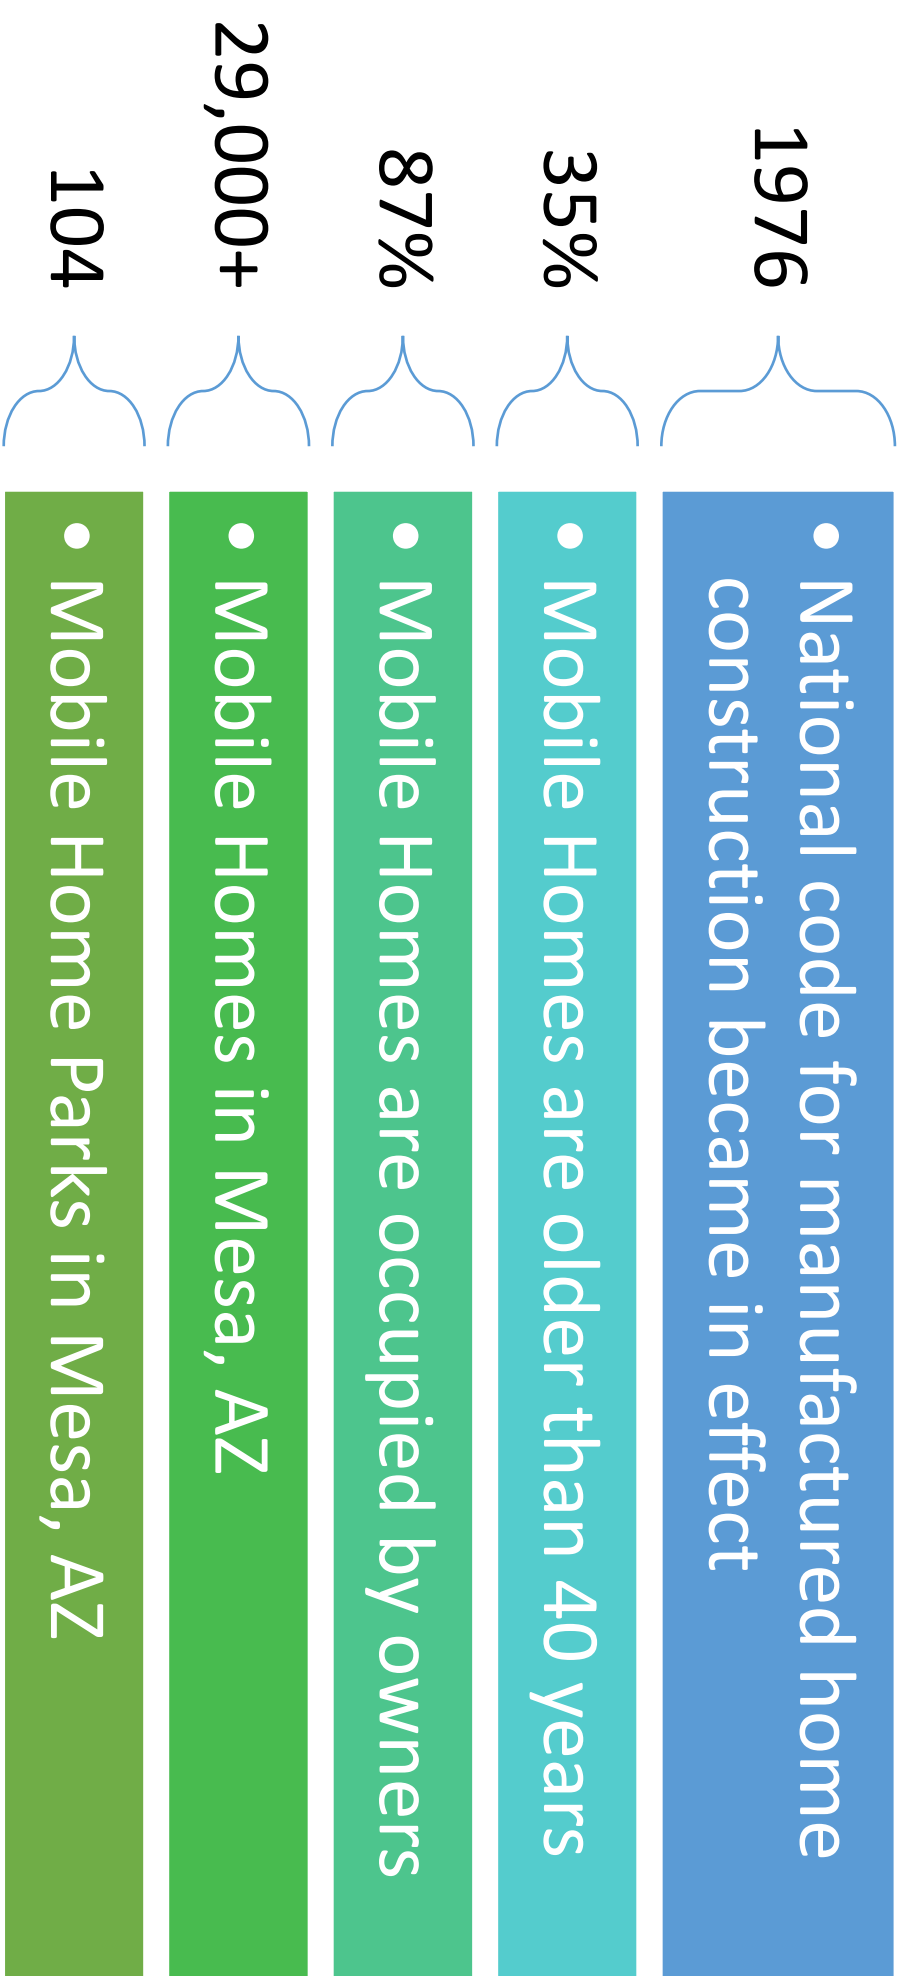 1976
• National code for manufactured home
construction became in effect
35%
• Mobile Homes are older than 40 years
87%
• Mobile Homes are occupied by owners
29,000+
• Mobile Homes in Mesa, AZ
104
• Mobile Home Parks in Mesa, AZ